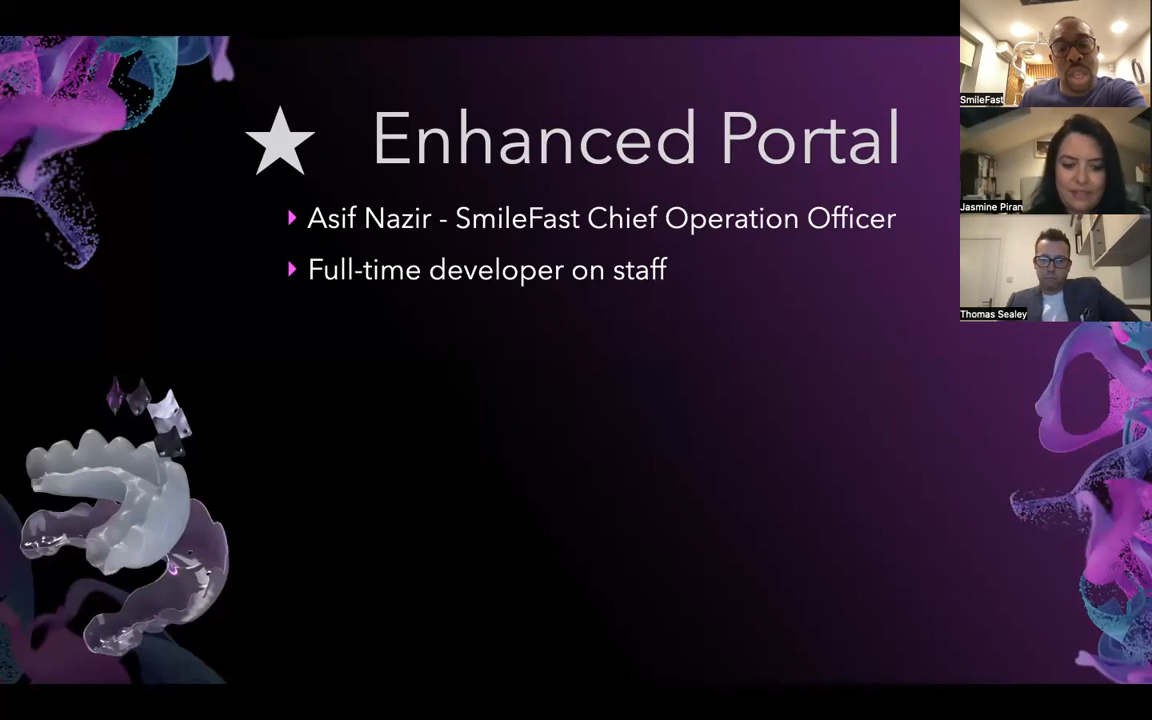 Enhanced Portal
Asif Nazir - SmileFast Chief Operation Officer
Full-time developer on staff
SmileFast
Jasmine Piran
Thomas Sealey